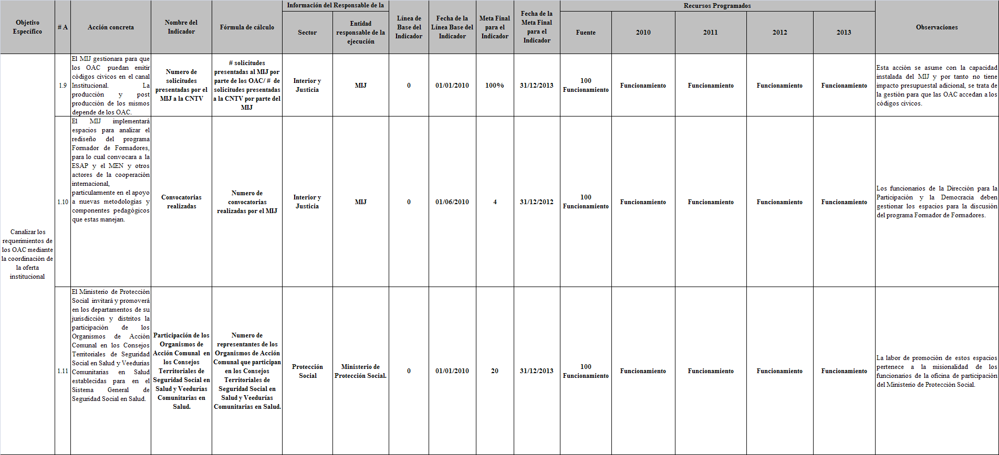 Objetivo
Específico
# A
Acción concreta
Nombre del
Indicador
Fórmula de cálculo
Información del Responsable de la
Sector
Entidad
responsable de la
ejecución
Línea de
Base del
Indicador
Fecha de la
Línea Base del
Indicador
Meta Final
para el
Indicador
Fecha de la
Meta Final
para el
Indicador
Recursos Programados
Fuente
2010
2011
2012
2013
Observaciones
Canalizar los
requerimientos de
los OAC mediante
la coordinación de
la oferta
institucional
1.9
El MIJ gestionara para que
los OAC puedan emitir
códigos cívicos en el canal
Institucional. La
producción y post
producción de los mismos
depende de los OAC.
Numero de
solicitudes
presentadas por el
MIJ a la CNTV
# solicitudes
presentadas al MIJ por
parte de los OAC/ # de
solicitudes presentadas
a la CNTV por parte del
MIJ
Interior y
Justicia
MIJ
0
01/01/2010
100%
31/12/2013
100
Funcionamiento
Funcionamiento
Funcionamiento
Funcionamiento
Funcionamiento
Esta acción se asume con la capacidad
instalada del MIJ y por tanto no tiene
impacto presupuestal adicional, se trata de
la gestión para que las OAC accedan a los
códigos cívicos.
1.10
El MIJ implementará
espacios para analizar el
rediseño del programa
Formador de Formadores,
para lo cual convocara a la
ESAP y el MEN y otros
actores de la cooperación
internacional,
particularmente en el apoyo
a nuevas metodologías y
componentes pedagógicos
que estas manejan.
Convocatorias
realizadas
Numero de
convocatorias
realizadas por el MIJ
Interior y
Justicia
MIJ
0
01/06/2010
4
31/12/2012
100
Funcionamiento
Funcionamiento
Funcionamiento
Funcionamiento
Funcionamiento
Los funcionarios de la Dirección para la
Participación y la Democracia deben
gestionar los espacios para la discusión
del programa Formador de Formadores.
1.11
El Ministerio de Protección
Social invitará y promoverá
en los departamentos de su
jurisdicción y distritos la
participación de los
Organismos de Acción
Comunal en los Consejos
Territoriales de Seguridad
Social en Salud y Veedurías
Comunitarias en Salud
establecidas para en el
Sistema General de
Seguridad Social en Salud.
Participación de los
Organismos de
Acción Comunal en
los Consejos
Territoriales de
Seguridad Social en
Salud y Veedurías
Comunitarias en
Salud.
Numero de
representantes de los
Organismos de Acción
Comunal que participan
en los Consejos
Territoriales de
Seguridad Social en
Salud y Veedurías
Comunitarias en Salud.
Protección
Social
Ministerio de
Protección Social.
0
01/01/2010
20
31/12/2013
100
Funcionamiento
Funcionamiento
Funcionamiento
Funcionamiento
Funcionamiento
La labor de promoción de estos espacios
pertenece a la misionalidad de los
funcionarios de la oficina de participación
del Ministerio de Protección Social.